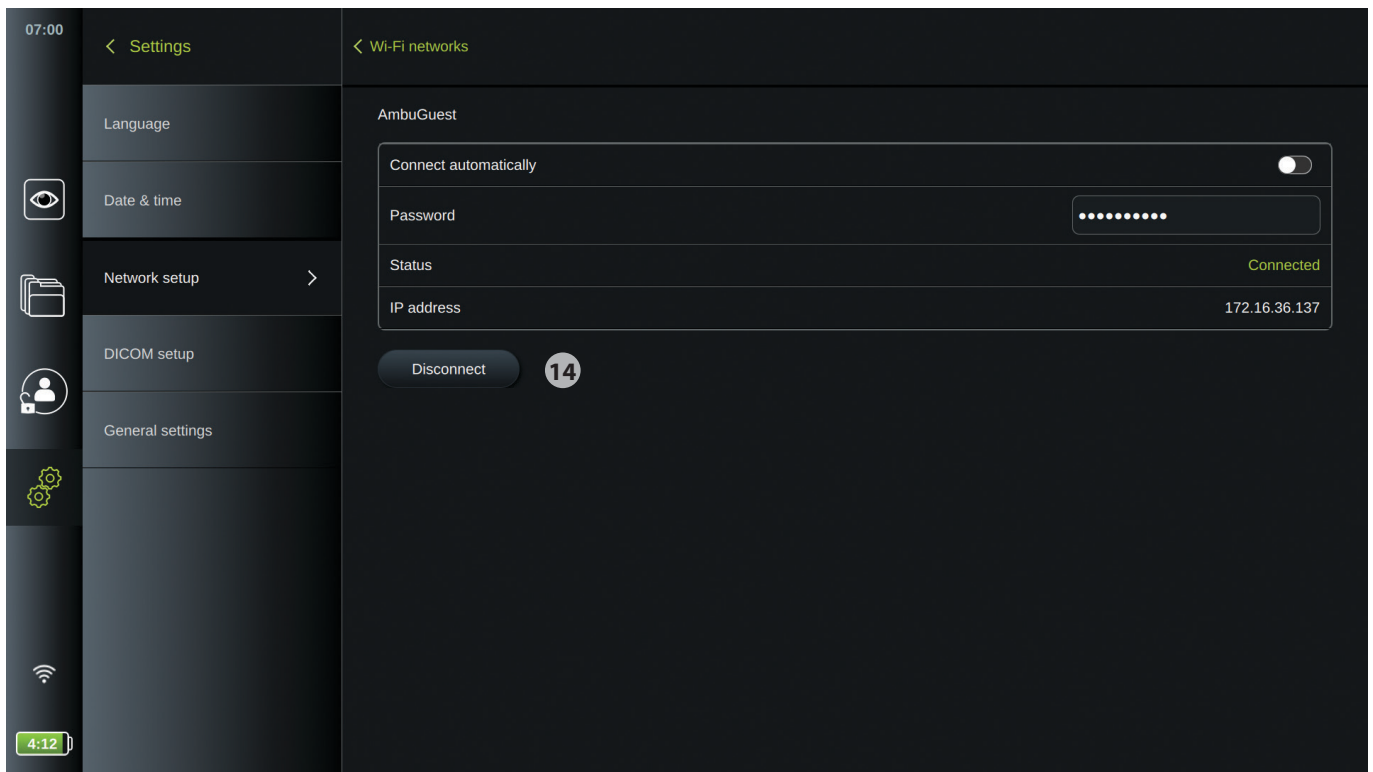 07:00
Settings
Wi-Fi networks
Language
Date & time
Network setup
DICOM setup
General settings
AmbuGuest
Connect automatically
Password ••••••••••
Status Connected
IP address 172.16.36.137
Disconnect 14
4:12